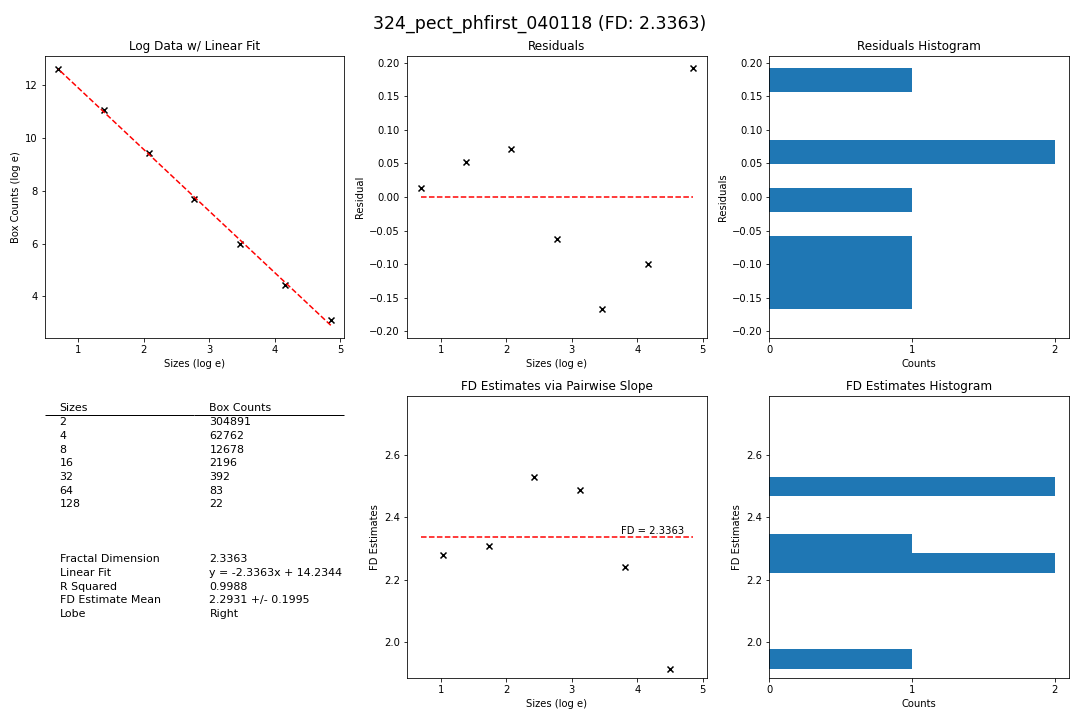 324_pect_phfirst_040118 (FD: 2.3363)
Log Data w/ Linear Fit
12
10
8
6
4
Box Counts (log e)
1 2 3 4 5
Sizes (log e)
Residuals
0.20
0.15
0.10
0.05
0.00
−0.05
−0.10
−0.15
−0.20
Residual
1 2 3 4 5
Sizes (log e)
Residuals Histogram
0.20
0.15
0.10
0.05
0.00
−0.05
−0.10
−0.15
−0.20
Residuals
0 1 2
Counts
Sizes Box Counts
2 304891
4 62762
8 12678
16 2196
32 392
64 83
128 22
Fractal Dimension 2.3363
Linear Fit y = -2.3363x + 14.2344
R Squared 0.9988
FD Estimate Mean 2.2931 +/- 0.1995
Lobe Right
FD Estimates via Pairwise Slope
2.6
2.4
2.2
2.0
FD Estimates
FD = 2.3363
1 2 3 4 5
Sizes (log e)
FD Estimates Histogram
2.6
2.4
2.2
2.0
FD Estimates
0 1 2
Counts